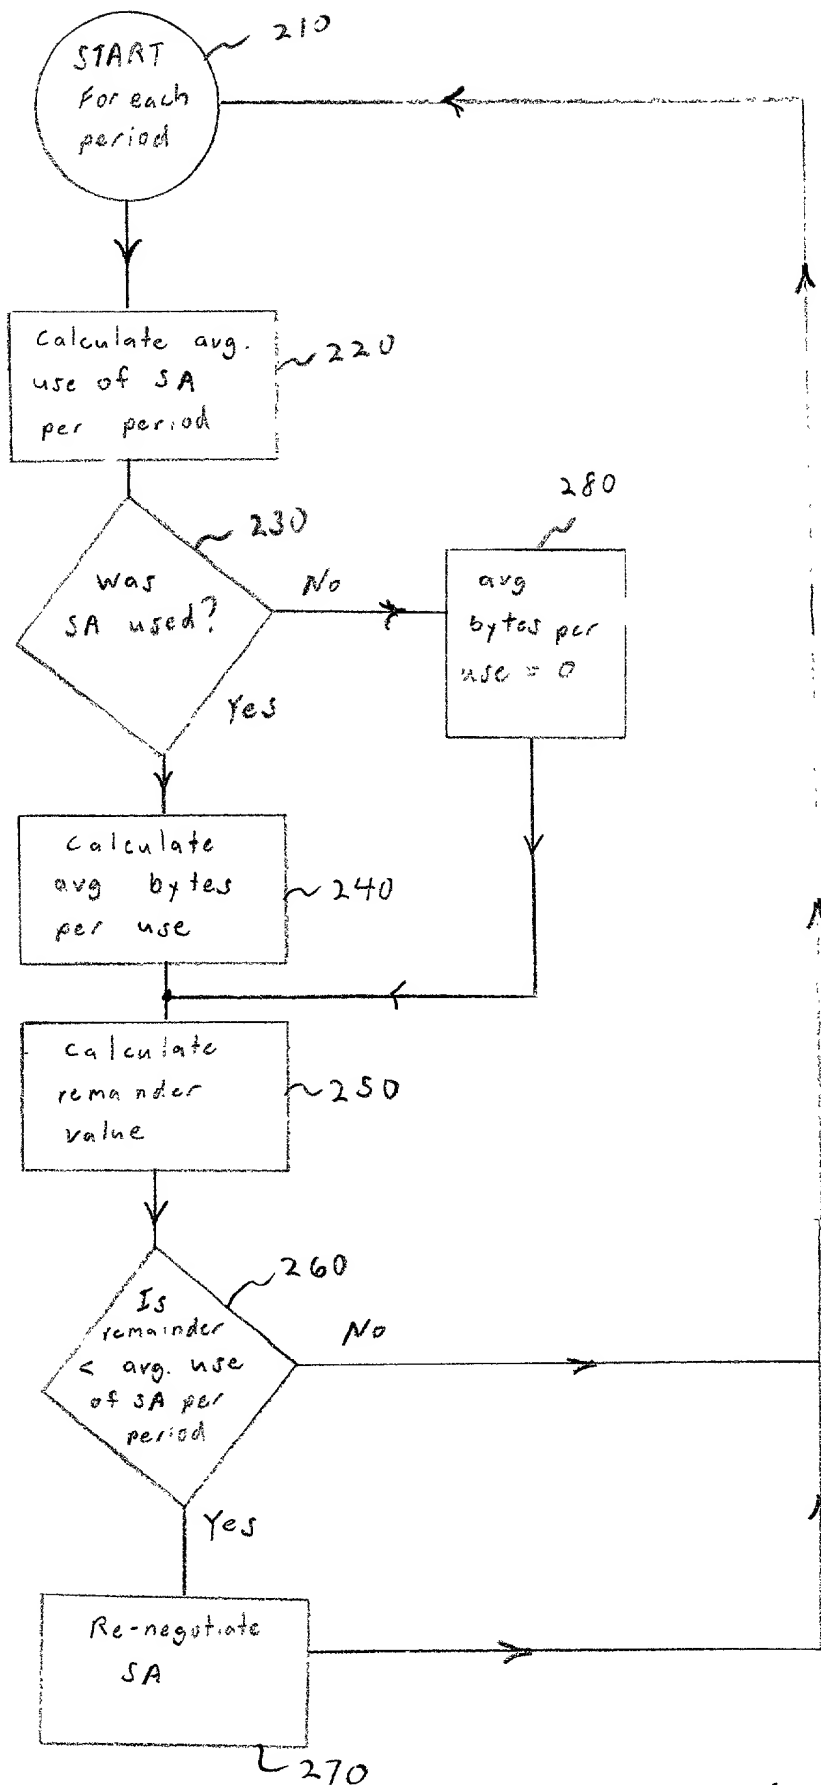 210
START
For each
period
Calculate avg.
use of SA
per period
220
230
Was
SA used?
No
Yes
280
avg
bytes per
use = 0
Calculate
avg bytes
per use
240
Calculate
remainder
value
250
260
Is
remainder
< avg. use
of SA per
period
No
Yes
Re-negotiate
SA
270